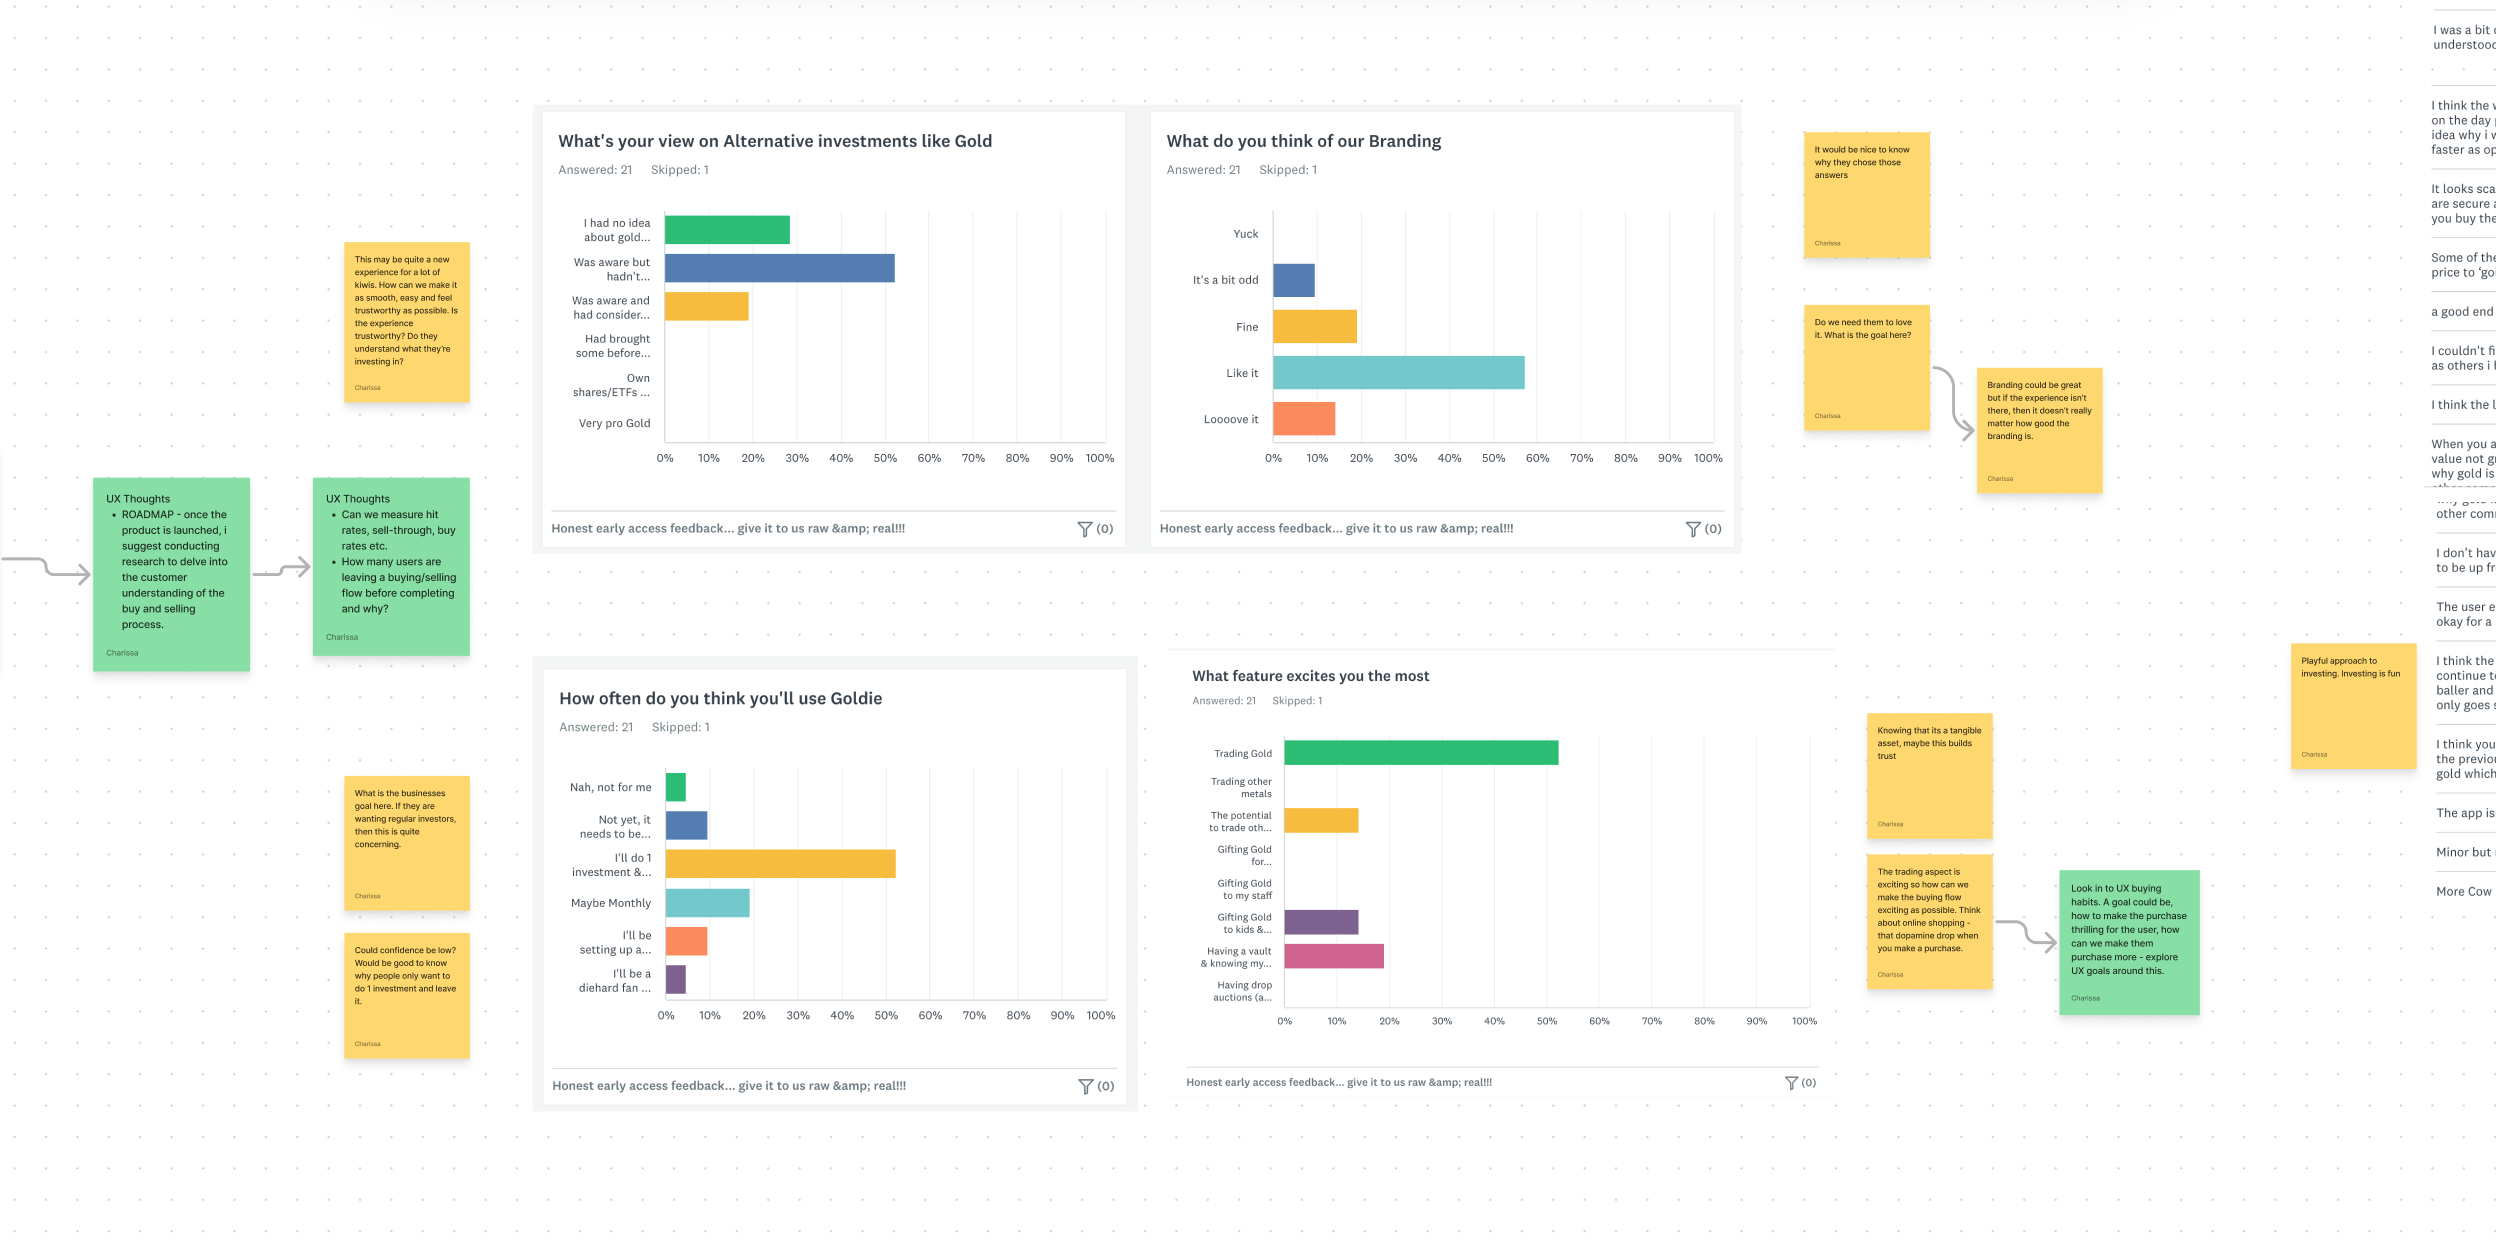 This may be quite a new
experience for a lot of
kiwis. How can we make it
as smooth, easy and feel
trustworthy as possible. Is
the experience
trustworthy? Do they
understand what they're
investing in?
Charissa
UX Thoughts
• ROADMAP - once the
product is launched, i
suggest conducting
research to delve into
the customer
understanding of the
buy and selling
process.
Charissa
UX Thoughts
• Can we measure hit
rates, sell-through, buy
rates etc.
• How many users are
leaving a buying/selling
flow before completing
and why?
Charissa
What is the businesses
goal here. If they are
wanting regular investors,
then this is quite
concerning.
Charissa
Could confidence be low?
Would be good to know
why people only want to
do 1 investment and leave
it.
Charissa
What's your view on Alternative investments like Gold
Answered: 21 Skipped: 1
I had no idea
about gold...
Was aware but
hadn't...
Was aware and
had consider...
Had brought
some before...
Own
shares/ETFs ...
Very pro Gold
0% 10% 20% 30% 40% 50% 60% 70% 80% 90% 100%
Honest early access feedback... give it to us raw &amp; real!!! (0)
What do you think of our Branding
Answered: 21 Skipped: 1
Yuck
It's a bit odd
Fine
Like it
Loooove it
0% 10% 20% 30% 40% 50% 60% 70% 80% 90% 100%
Honest early access feedback... give it to us raw &amp; real!!! (0)
It would be nice to know
why they chose those
answers
Charissa
Do we need them to love
it. What is the goal here?
Charissa
Branding could be great
but if the experience isn't
there, then it doesn't really
matter how good the
branding is.
Charissa
How often do you think you'll use Goldie
Answered: 21 Skipped: 1
Nah, not for me
Not yet, it
needs to be...
I'll do 1
investment &...
Maybe Monthly
I'll be
setting up a...
I'll be a
diehard fan ...
0% 10% 20% 30% 40% 50% 60% 70% 80% 90% 100%
Honest early access feedback... give it to us raw &amp; real!!! (0)
What feature excites you the most
Answered: 21 Skipped: 1
Trading Gold
Trading other
metals
The potential
to trade oth...
Gifting Gold
for...
Gifting Gold
to my staff
Gifting Gold
to kids &...
Having a vault
& knowing my...
Having drop
auctions (a...
0% 10% 20% 30% 40% 50% 60% 70% 80% 90% 100%
Honest early access feedback... give it to us raw &amp; real!!! (0)
Knowing that its a tangible
asset, maybe this builds
trust
Charissa
The trading aspect is
exciting so how can we
make the buying flow
exciting as possible. Think
about online shopping -
that dopamine drop when
you make a purchase.
Charissa
Look in to UX buying
habits. A goal could be,
how to make the purchase
thrilling for the user, how
can we make them
purchase more - explore
UX goals around this.
Charissa
Playful approach to
investing. Investing is fun
Charissa
I was a bit
understood
I think the
on the day
idea why i
faster as
It looks
are secure
you buy
Some of
price to
a good end
I couldn't
as others i
I think the
When you
value not
why gold is
other
I don't
to be up
The user
okay for a
I think the
continue
baller and
only goes
I think you
the
gold which
The app is
Minor but
More Cow